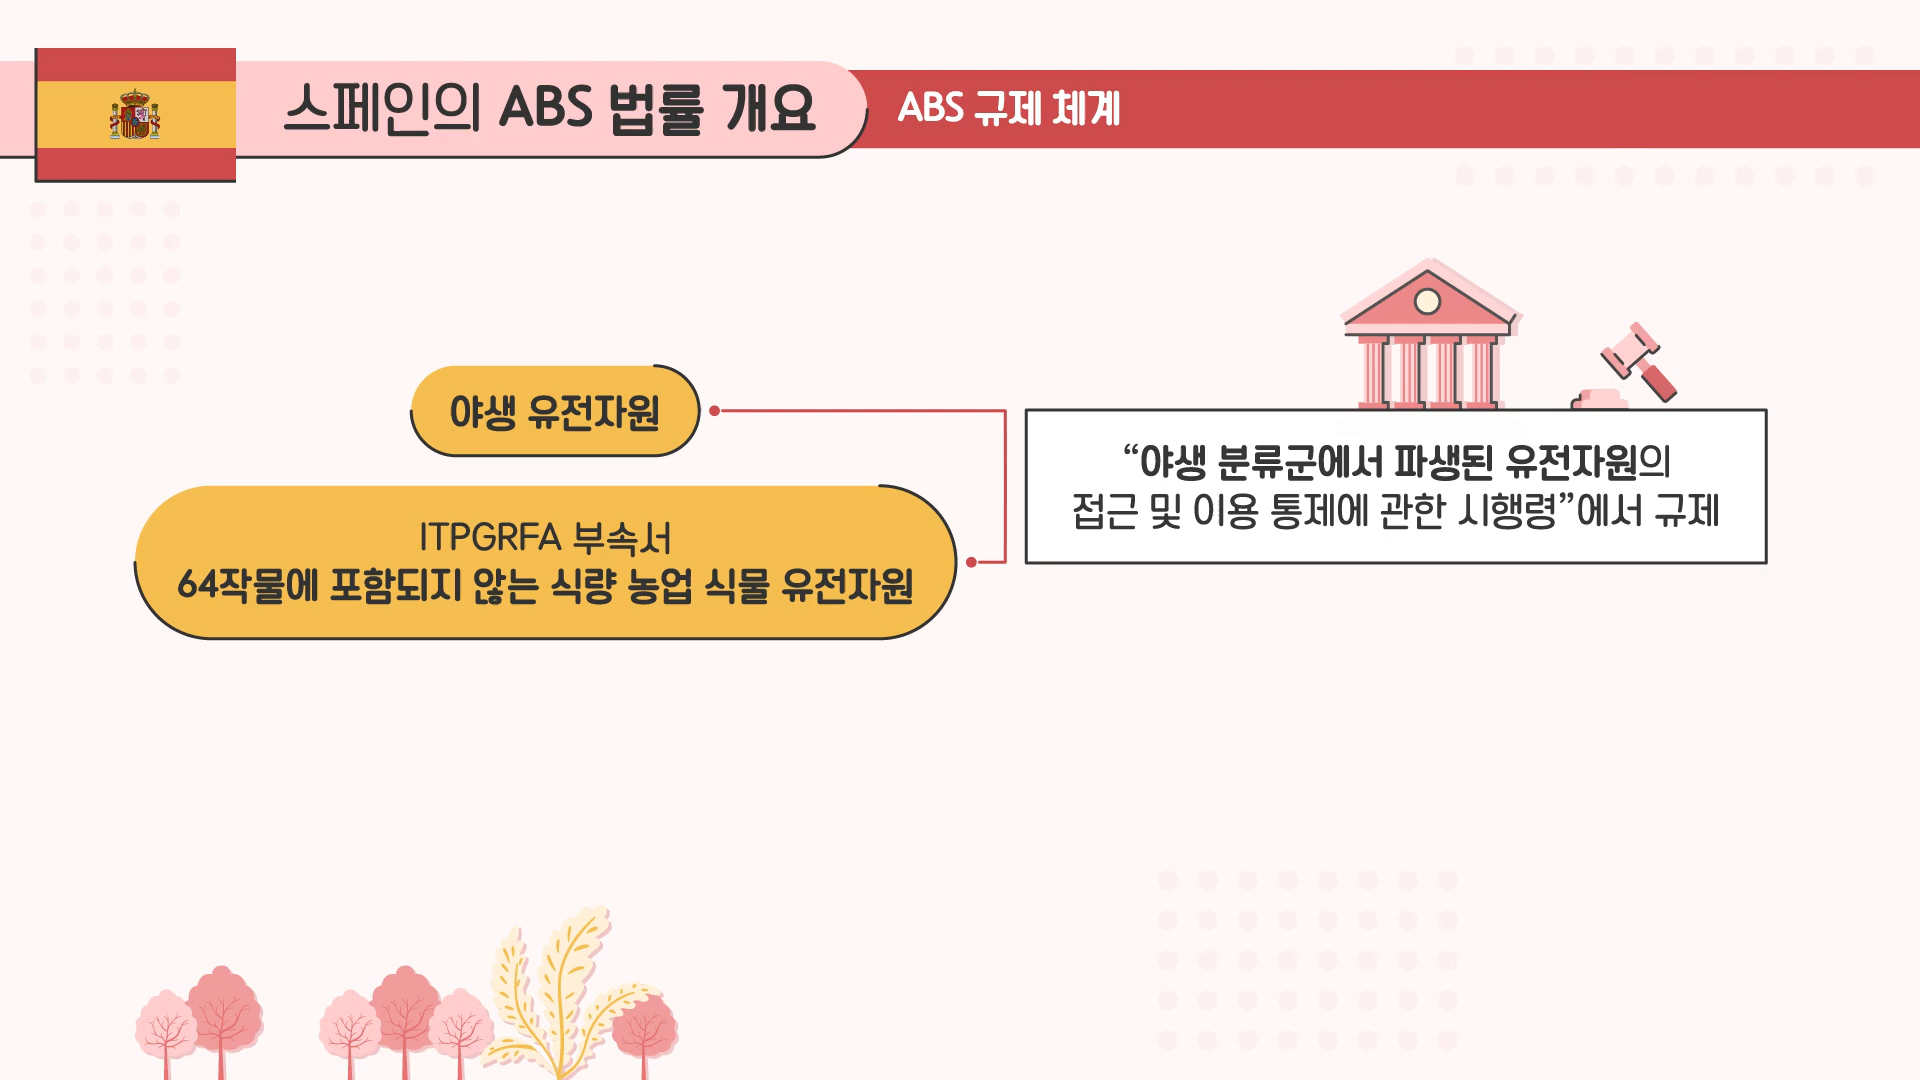 스페인의 ABS 법률 개요
ABS 규제 체계
야생 유전자원
ITPGRFA 부속서
64작물에 포함되지 않는 식량 농업 식물 유전자원
“야생 분류군에서 파생된 유전자원의
접근 및 이용 통제에 관한 시행령”에서 규제